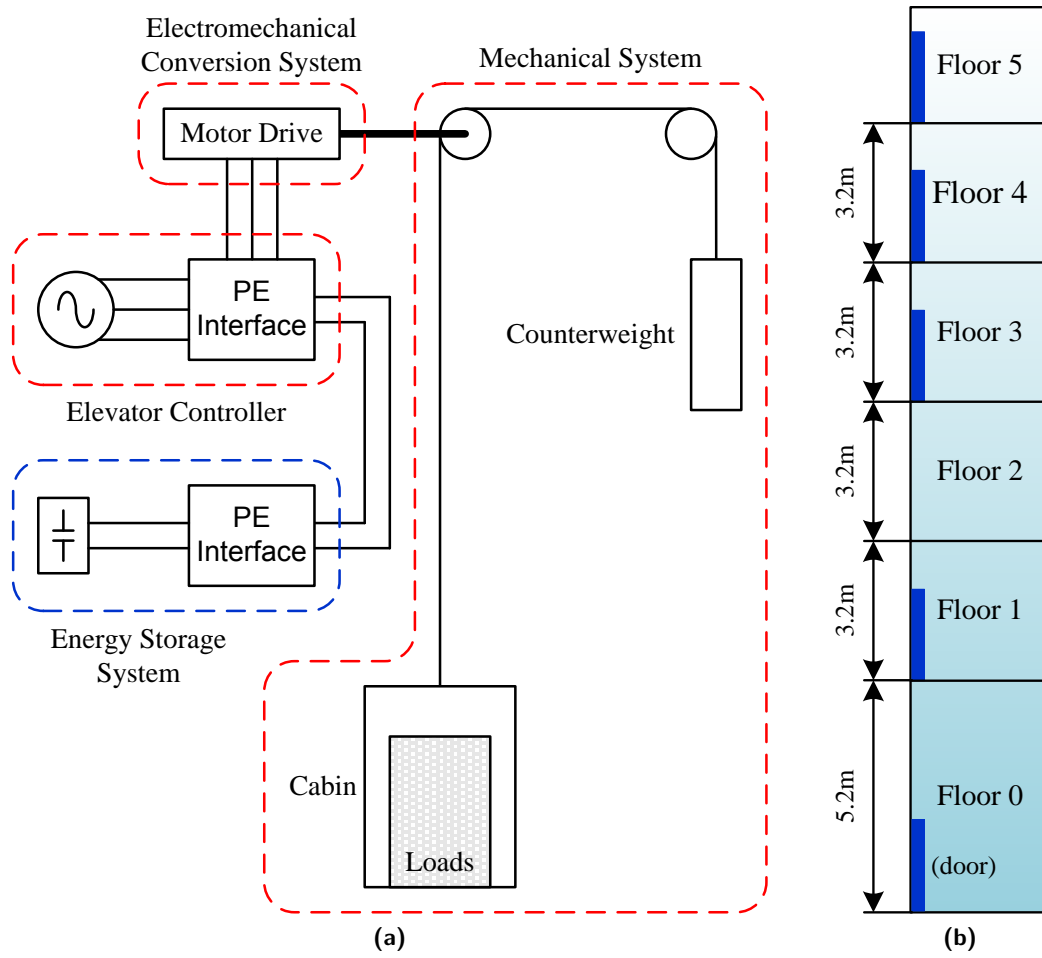 Electromechanical
Conversion System
Mechanical System
Motor Drive
PE
Interface
Elevator Controller
Counterweight
PE
Interface
Energy Storage
System
Cabin
Loads
(a)
Floor 5
3.2m
Floor 4
3.2m
Floor 3
3.2m
Floor 2
3.2m
Floor 1
5.2m
Floor 0
(door)
(b)